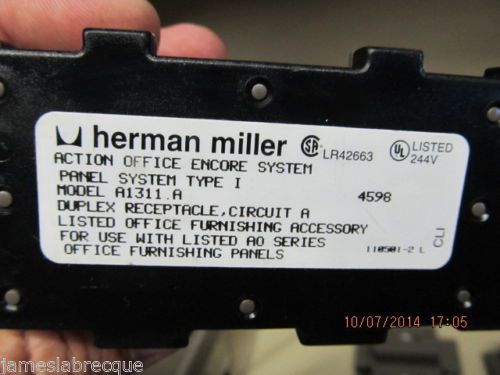 herman miller
LR42663
LISTED
244V
ACTION OFFICE ENCORE SYSTEM
PANEL SYSTEM TYPE I
MODEL A1311.A
4598
DUPLEX RECEPTACLE,CIRCUIT A
LISTED OFFICE FURNISHING ACCESSORY
FOR USE WITH LISTED AO SERIES
OFFICE FURNISHING PANELS
110501-2 L
CLI
10/07/2014 17:05
jameslabrecque